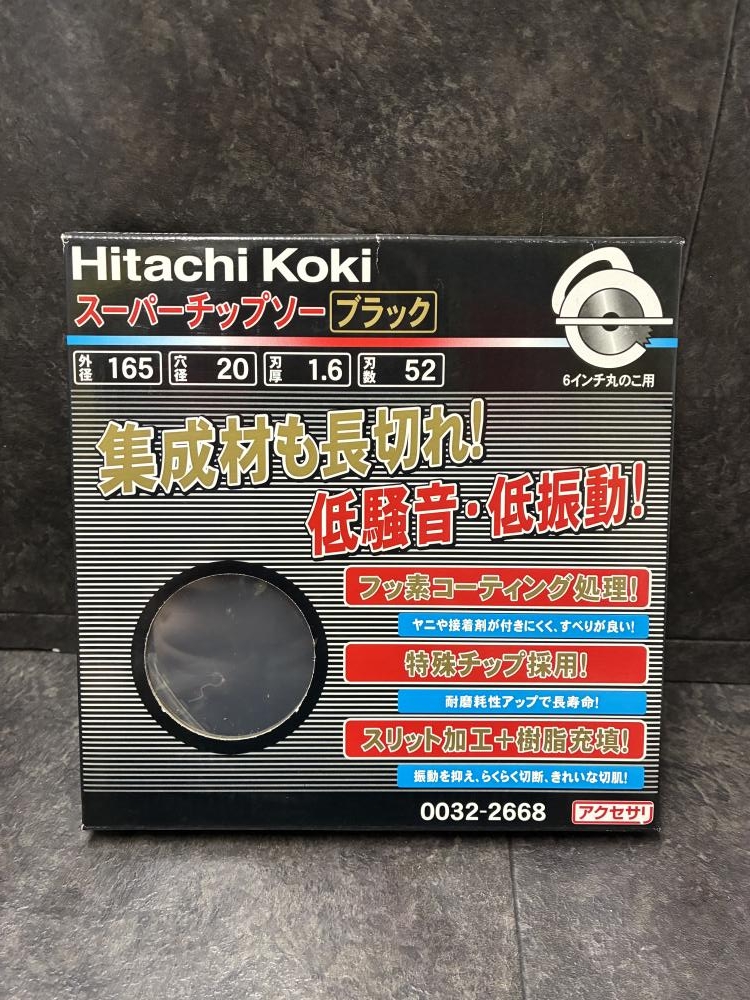 Hitachi Koki
スーパーチップソー ブラック
6インチ丸のこ用
外径 165 穴径 20 刃厚 1.6 刃数 52
集成材も長切れ!
低騒音・低振動!
フッ素コーティング処理!
ヤニや接着剤が付きにくく、すべりが良い!
特殊チップ採用!
耐磨耗性アップで長寿命!
スリット加工+樹脂充填!
振動を抑え、らくらく切断、きれいな切肌!
0032-2668 アクセサリ